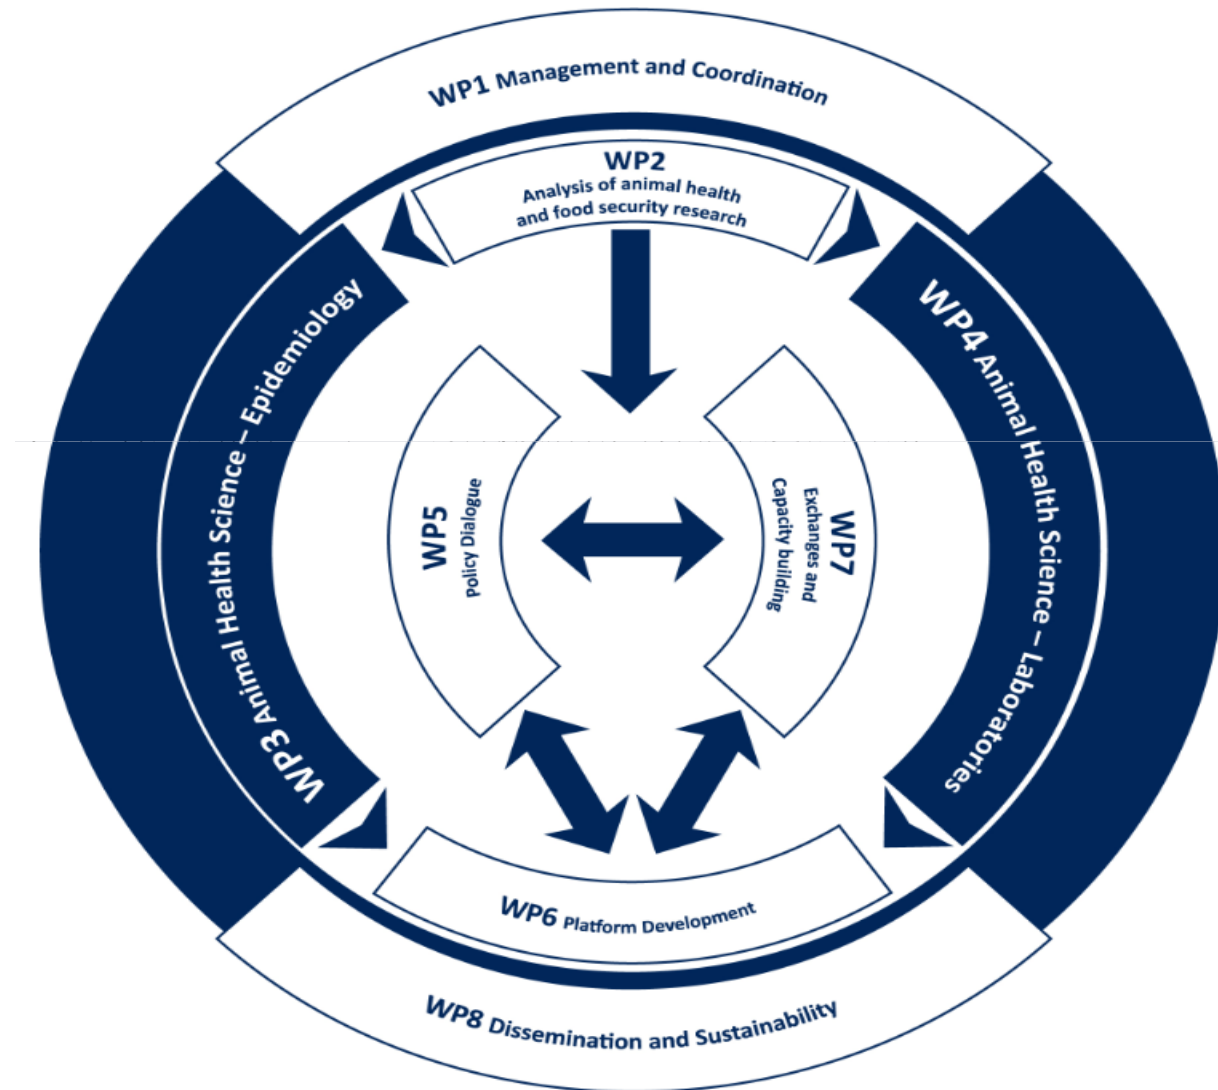 WP1 Management and Coordination
WP2
Analysis of animal health
and food security research
WP3 Animal Health Science – Epidemiology
WP4 Animal Health Science – Laboratories
WP5
Policy Dialogue
WP7
Exchanges and
Capacity building
WP6 Platform Development
WP8 Dissemination and Sustainability